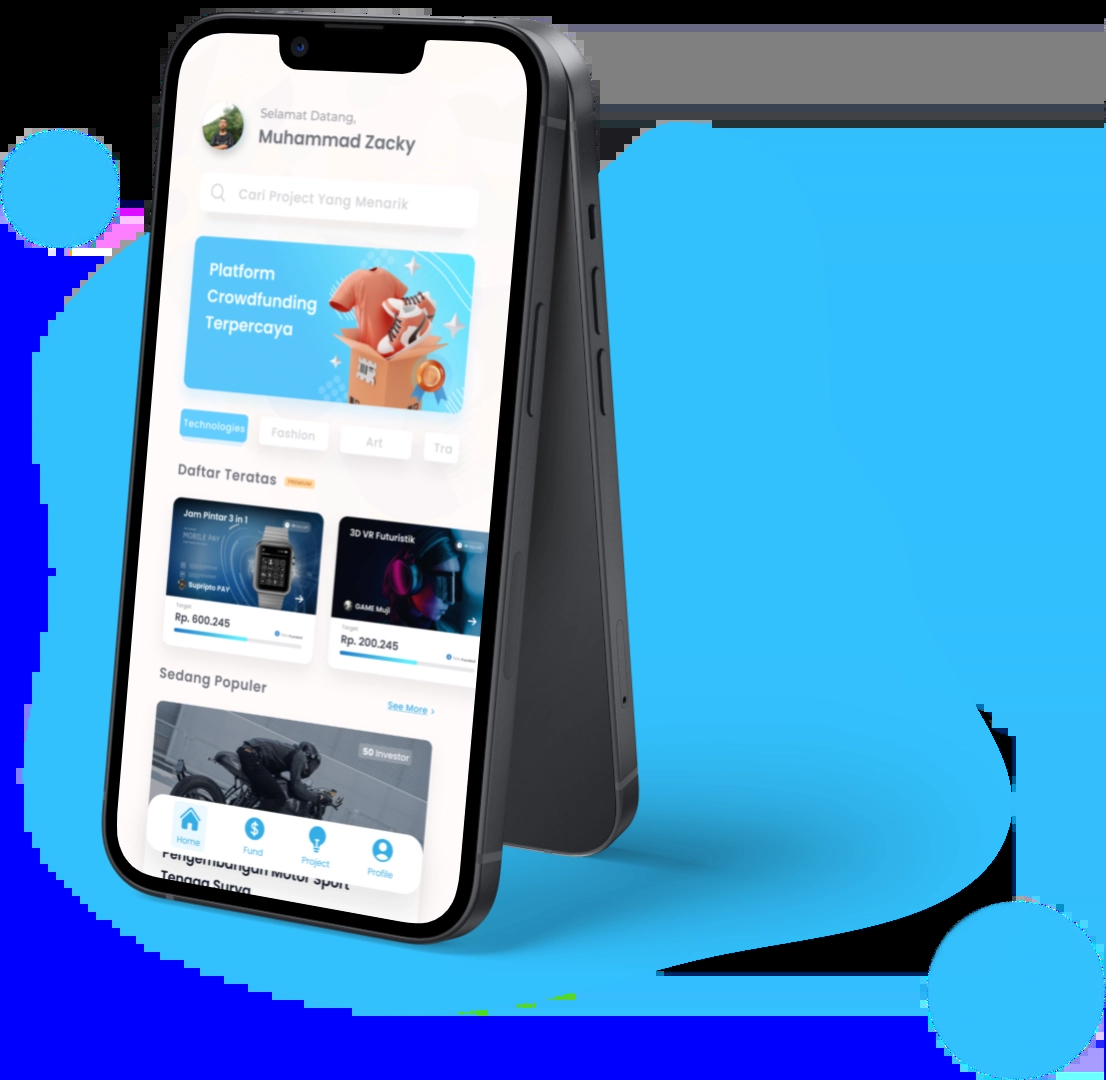 Selamat Datang,
Muhammad Zacky
Cari Project Yang Menarik
Platform
Crowdfunding
Terpercaya
Technologies
Fashion
Art
Tra
Daftar Teratas
PREMIUM
Jam Pintar 3 in 1
MOBILE PAY
Supripto PAY
Target
Rp. 600.245
Funded
3D VR Futuristik
GAME Muji
Target
Rp. 200.245
Sedang Populer
See More >
50 Investor
Home
Fund
Project
Profile
Pengembangan Motor Sport
Tenaga Surya